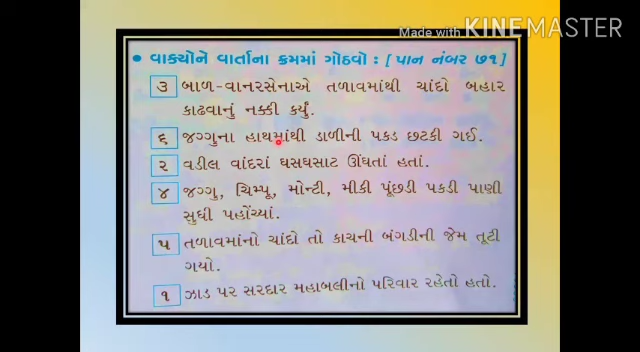 Made with KINEMASTER
• વાક્યોને વાર્તાના ક્રમમાં ગોઠવો : [પાન નંબર ૭૧]
૩ બાળ-વાનરસેનાએ તળાવમાંથી ચાંદો બહાર
કાઢવાનું નક્કી કર્યું.
૬ જગ્ગુના હાથમાંથી ડાળીની પકડ છટકી ગઈ.
૨ વડીલ વાંદરાં ઘસઘસાટ ઊંઘતાં હતાં.
૪ જગ્ગુ, ચિમ્પૂ, મોન્ટી, મીકી પૂંછડી પકડી પાણી
સુધી પહોંચ્યાં.
૫ તળાવમાંનો ચાંદો તો કાચની બંગડીની જેમ તૂટી
ગયો.
૧ ઝાડ પર સરદાર મહાબલીનો પરિવાર રહેતો હતો.